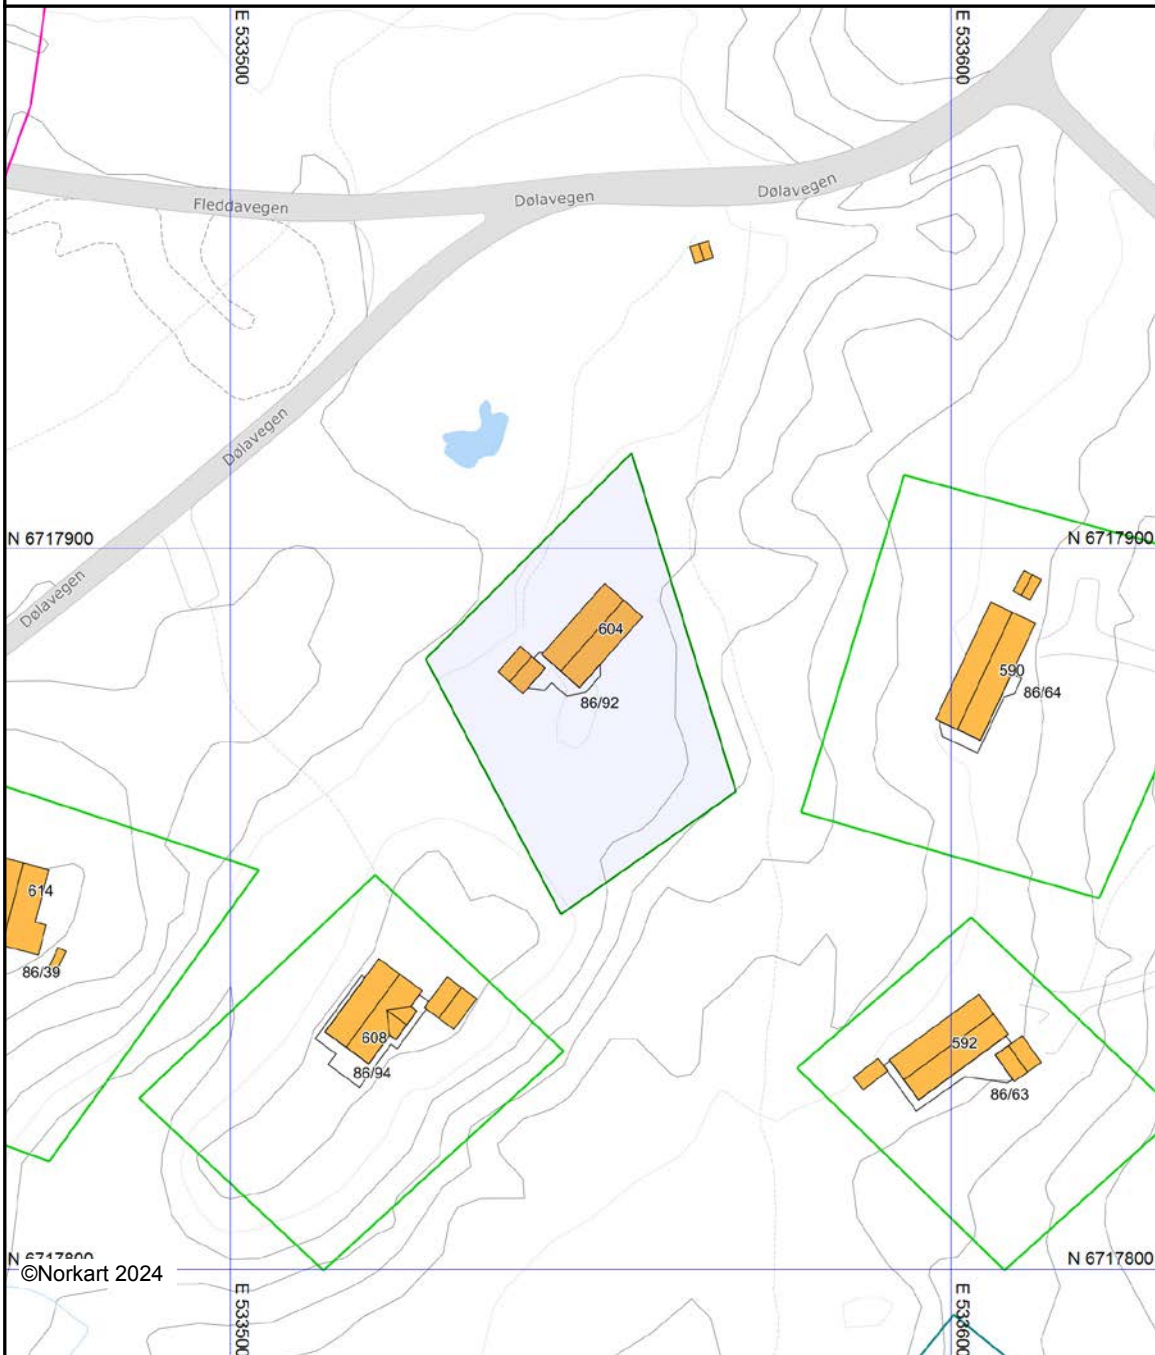 E 533500
E 533600
Fleddavegen
Dølavegen
Dølavegen
Dølavegen
N 6717900
N 6717900
Dølavegen
604
590
86/64
86/92
614
86/39
608
592
86/94
86/63
N 6717800
N 6717800
©Norkart 2024
E 533500
E 533600